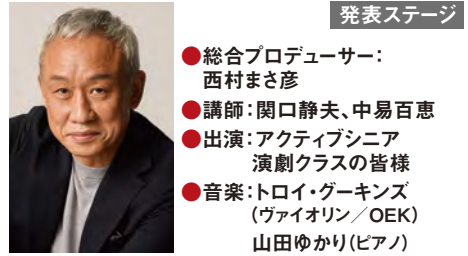 発表ステージ
●総合プロデューサー：
西村まさ彦
●講師：関口静夫、中易百恵
●出演：アクティブシニア
演劇クラスの皆様
●音楽：トロイ・グーキンズ
（ヴァイオリン／OEK）
山田ゆかり（ピアノ）